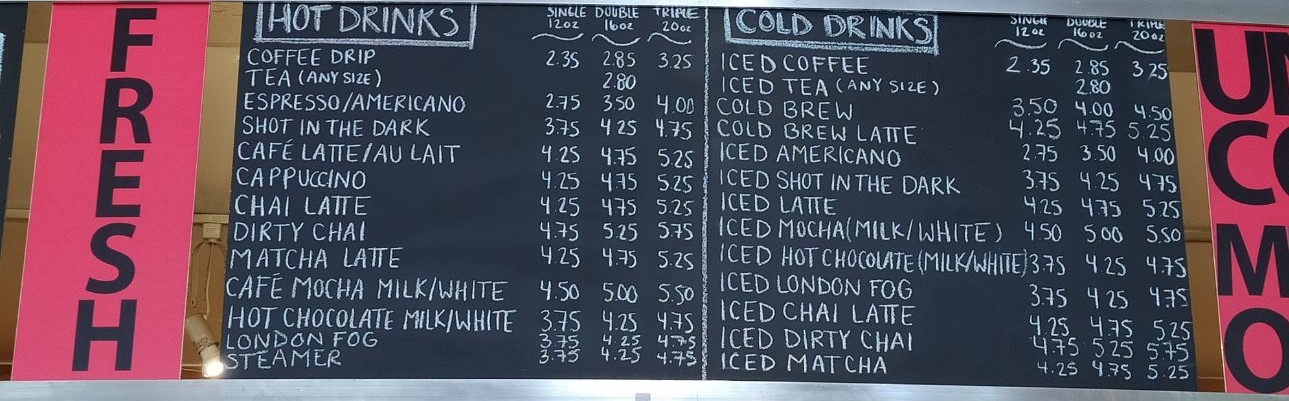 FRESH
HOT DRINKS SINGLE 12oz DOUBLE 16oz TRIPLE 20oz
COFFEE DRIP 2.35 2.85 3.25
TEA (ANY SIZE) 2.80
ESPRESSO/AMERICANO 2.75 3.50 4.00
SHOT IN THE DARK 3.75 4.25 4.75
CAFÉ LATTE/AU LAIT 4.25 4.75 5.25
CAPPUCCINO 4.25 4.75 5.25
CHAI LATTE 4.25 4.75 5.25
DIRTY CHAI 4.75 5.25 5.75
MATCHA LATTE 4.25 4.75 5.25
CAFÉ MOCHA MILK/WHITE 4.50 5.00 5.50
HOT CHOCOLATE MILK/WHITE 3.75 4.25 4.75
LONDON FOG 3.75 4.25 4.75
STEAMER 3.75 4.25 4.75
COLD DRINKS SINGLE 12oz DOUBLE 16oz TRIPLE 20oz
ICED COFFEE 2.35 2.85 3.25
ICED TEA (ANY SIZE) 2.80
COLD BREW 3.50 4.00 4.50
COLD BREW LATTE 4.25 4.75 5.25
ICED AMERICANO 2.75 3.50 4.00
ICED SHOT IN THE DARK 3.75 4.25 4.75
ICED LATTE 4.25 4.75 5.25
ICED MOCHA (MILK/WHITE) 4.50 5.00 5.50
ICED HOT CHOCOLATE (MILK/WHITE) 3.75 4.25 4.75
ICED LONDON FOG 3.75 4.25 4.75
ICED CHAI LATTE 4.25 4.75 5.25
ICED DIRTY CHAI 4.75 5.25 5.75
ICED MATCHA 4.25 4.75 5.25